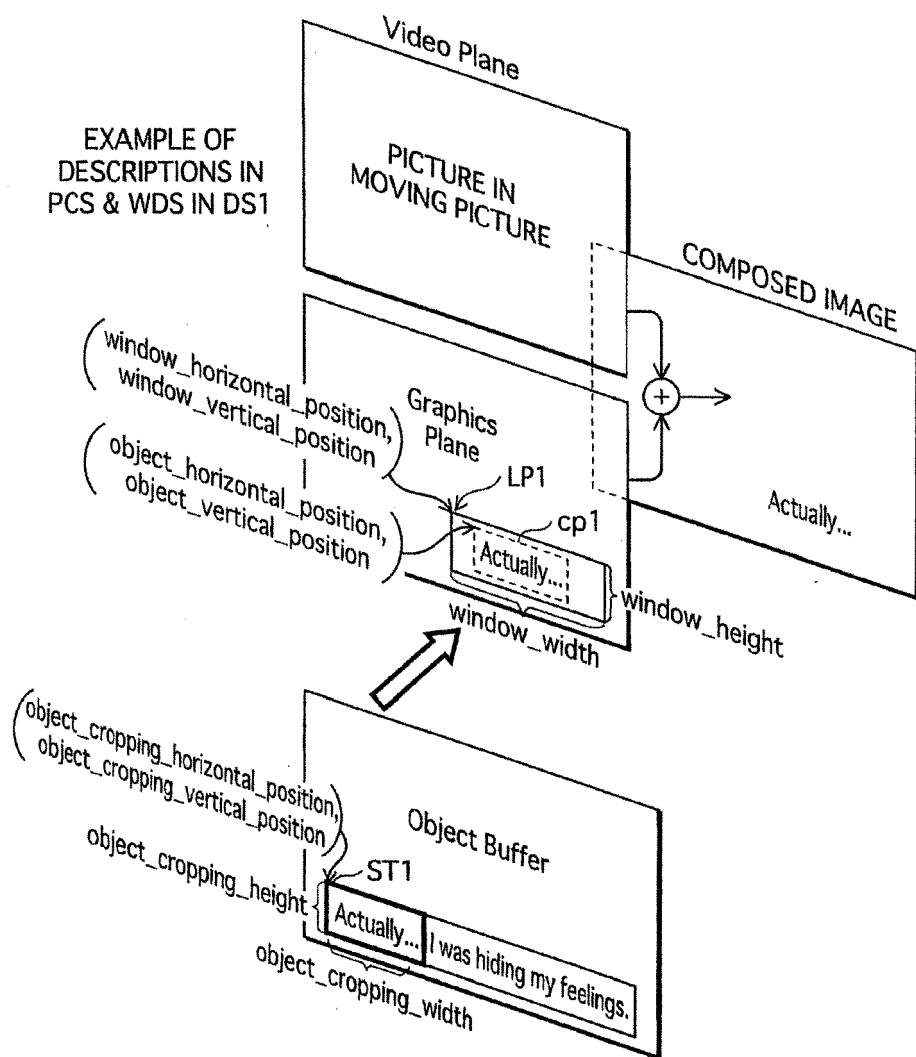 Video Plane
EXAMPLE OF
DESCRIPTIONS IN
PCS & WDS IN DS1
PICTURE IN
MOVING PICTURE
COMPOSED IMAGE
(window_horizontal_position,
window_vertical_position)
Graphics
Plane
+
(object_horizontal_position,
object_vertical_position)
LP1
cp1
Actually...
Actually...
window_height
window_width
(object_cropping_horizontal_position,
object_cropping_vertical_position)
Object Buffer
object_cropping_height
ST1
Actually...
I was hiding my feelings.
object_cropping_width